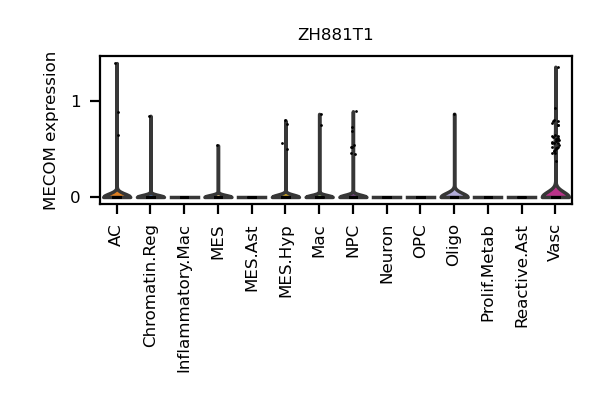 ZH881T1
MECOM expression
1
0
AC
Chromatin.Reg
Inflammatory.Mac
MES
MES.Ast
MES.Hyp
Mac
NPC
Neuron
OPC
Oligo
Prolif.Metab
Reactive.Ast
Vasc